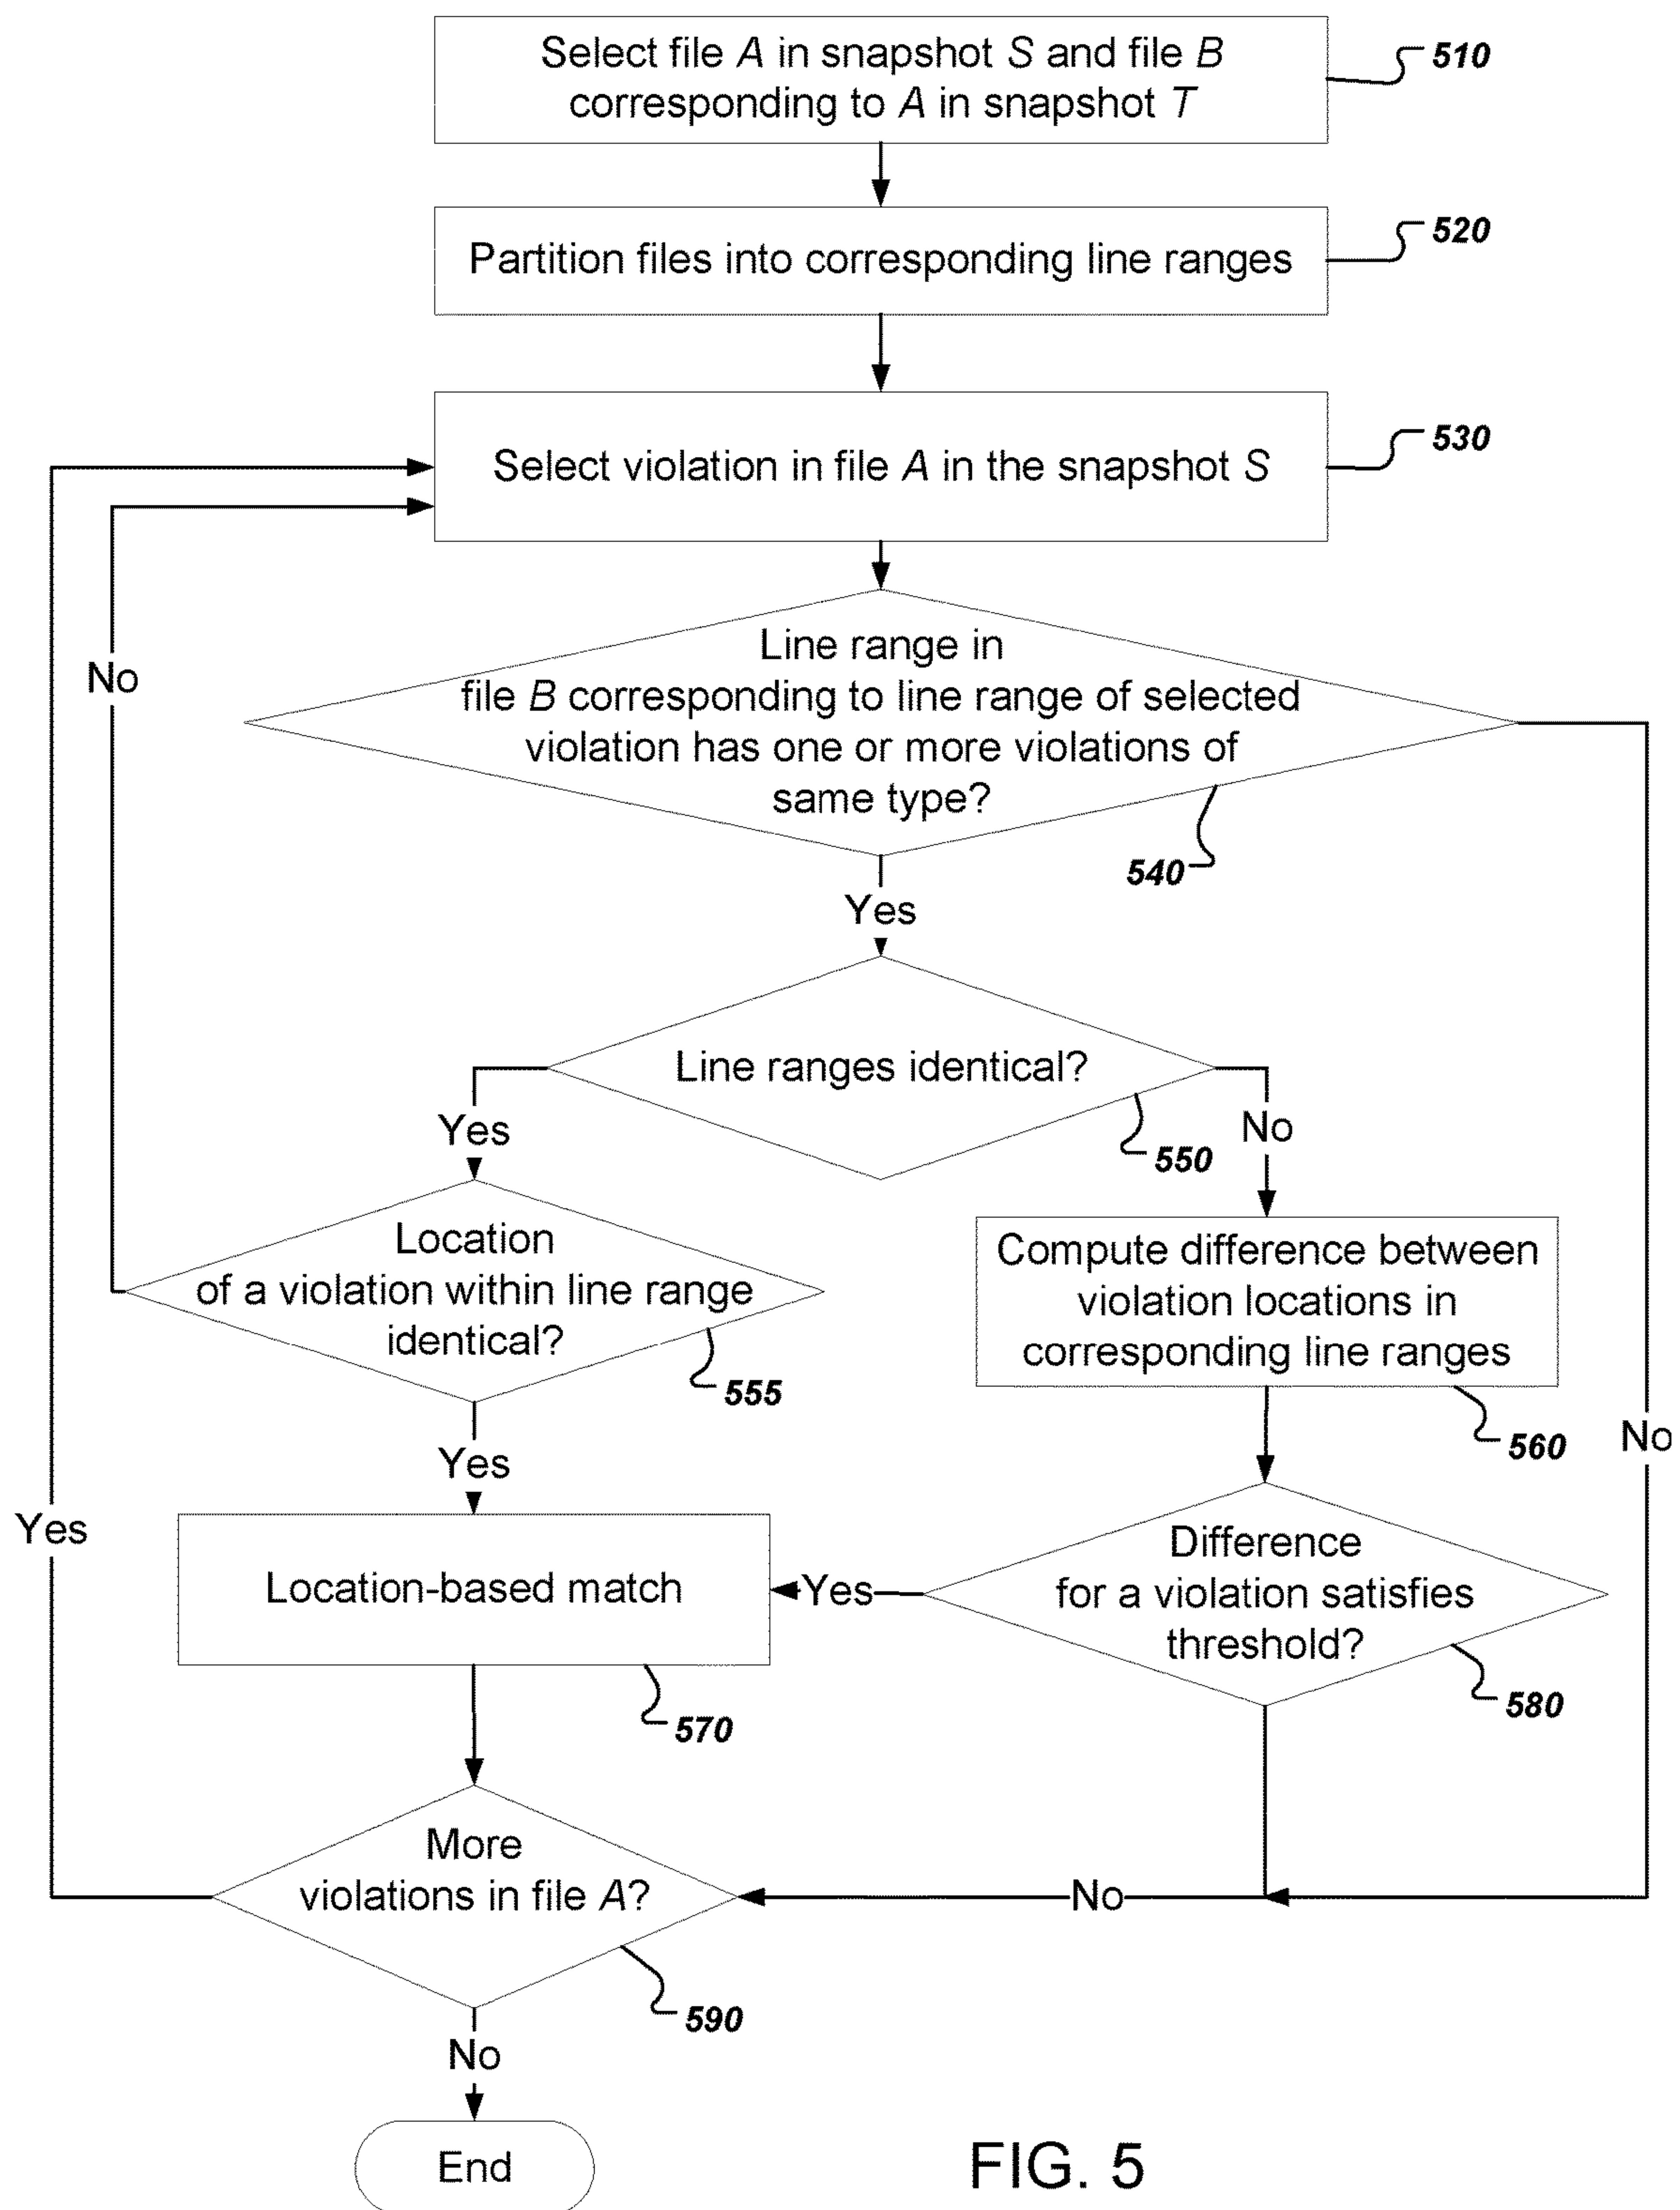 Select file A in snapshot S and file B
corresponding to A in snapshot T
510
Partition files into corresponding line ranges
520
Select violation in file A in the snapshot S
530
No
Line range in
file B corresponding to line range of selected
violation has one or more violations of
same type?
540
Yes
Line ranges identical?
550
Yes
No
Location
of a violation within line range
identical?
555
Compute difference between
violation locations in
corresponding line ranges
560
No
Yes
Yes
Location-based match
570
Yes
Difference
for a violation satisfies
threshold?
580
More
violations in file A?
590
No
No
End
FIG. 5